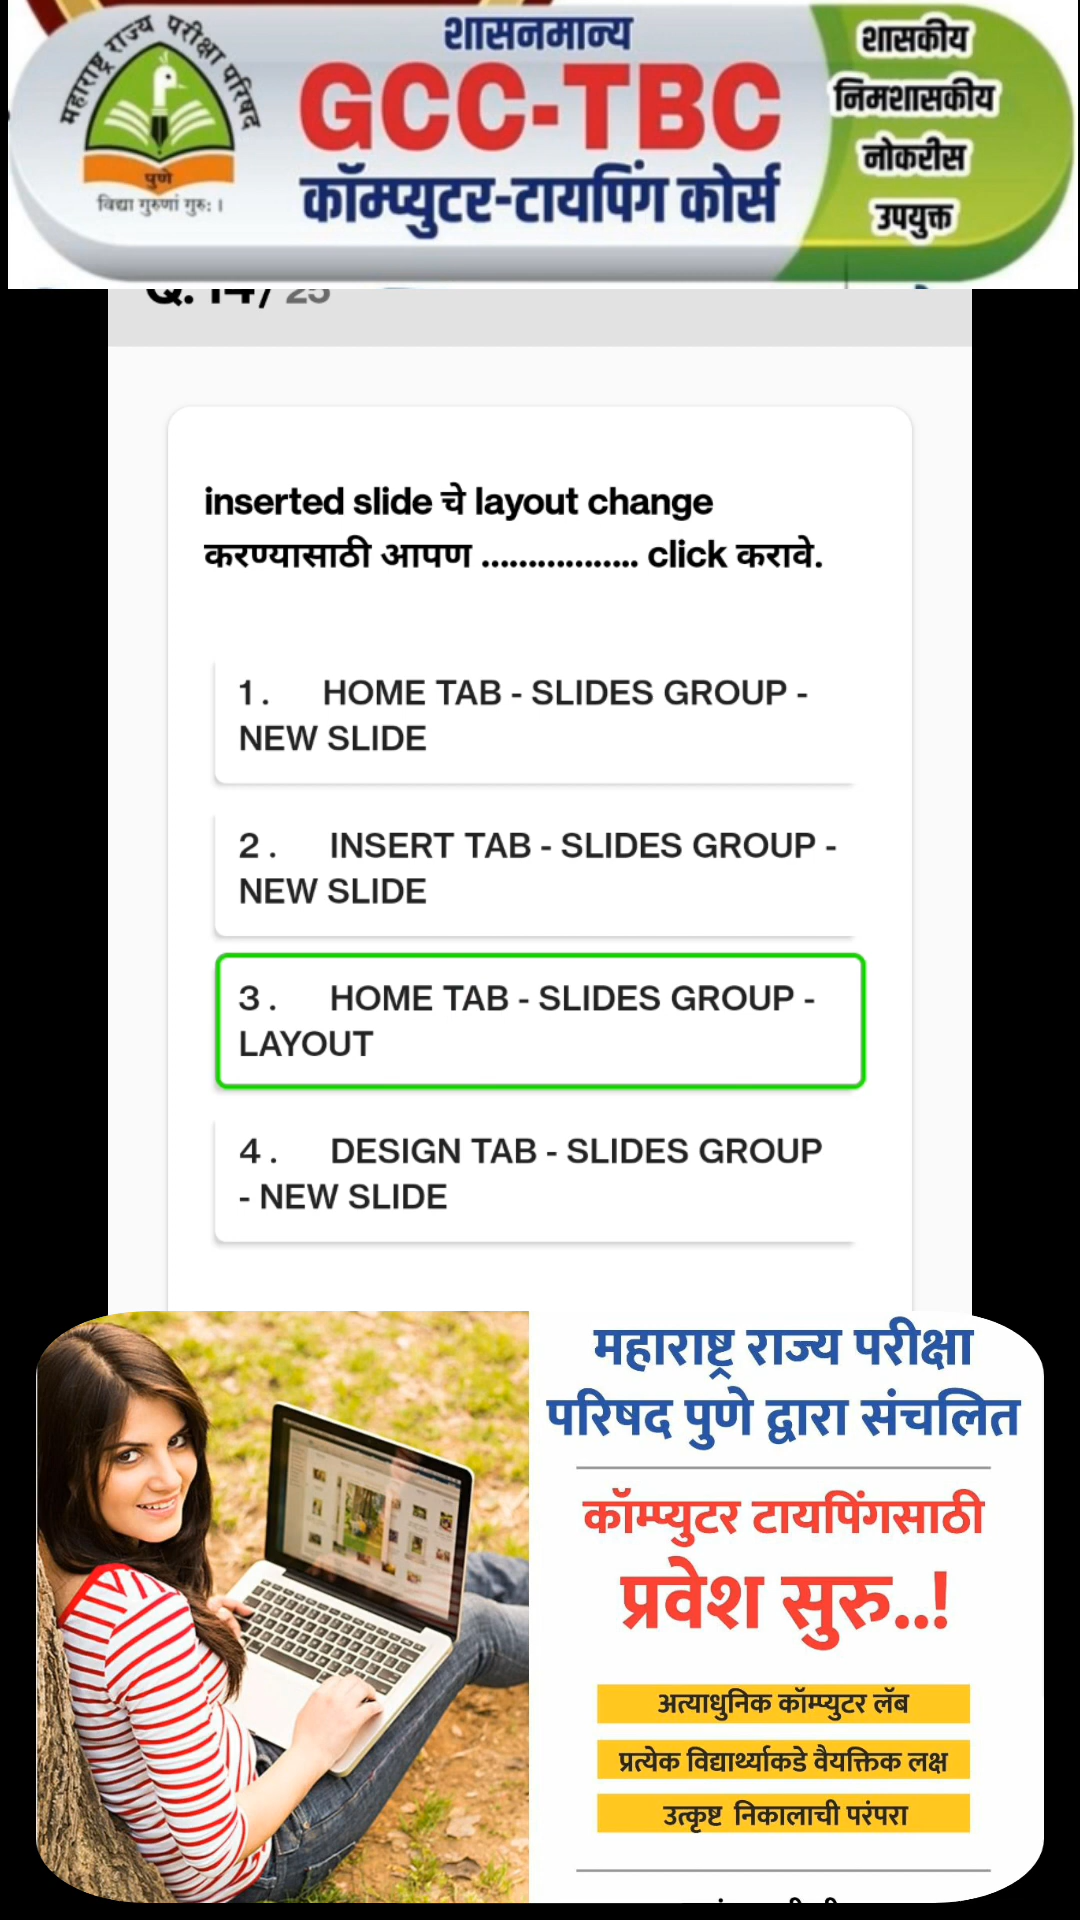 महाराष्ट्र राज्य परीक्षा परिषद
पुणे
विद्या गुरुणां गुरुः।
शासनमान्य
GCC-TBC
कॉम्प्युटर-टायपिंग कोर्स
शासकीय
निमशासकीय
नोकरीस
उपयुक्त
inserted slide चे layout change
करण्यासाठी आपण ................. click करावे.
1. HOME TAB - SLIDES GROUP -
NEW SLIDE
2. INSERT TAB - SLIDES GROUP -
NEW SLIDE
3. HOME TAB - SLIDES GROUP -
LAYOUT
4. DESIGN TAB - SLIDES GROUP
- NEW SLIDE
महाराष्ट्र राज्य परीक्षा
परिषद पुणे द्वारा संचलित
कॉम्प्युटर टायपिंगसाठी
प्रवेश सुरु..!
अत्याधुनिक कॉम्प्युटर लॅब
प्रत्येक विद्यार्थ्याकडे वैयक्तिक लक्ष
उत्कृष्ट निकालाची परंपरा